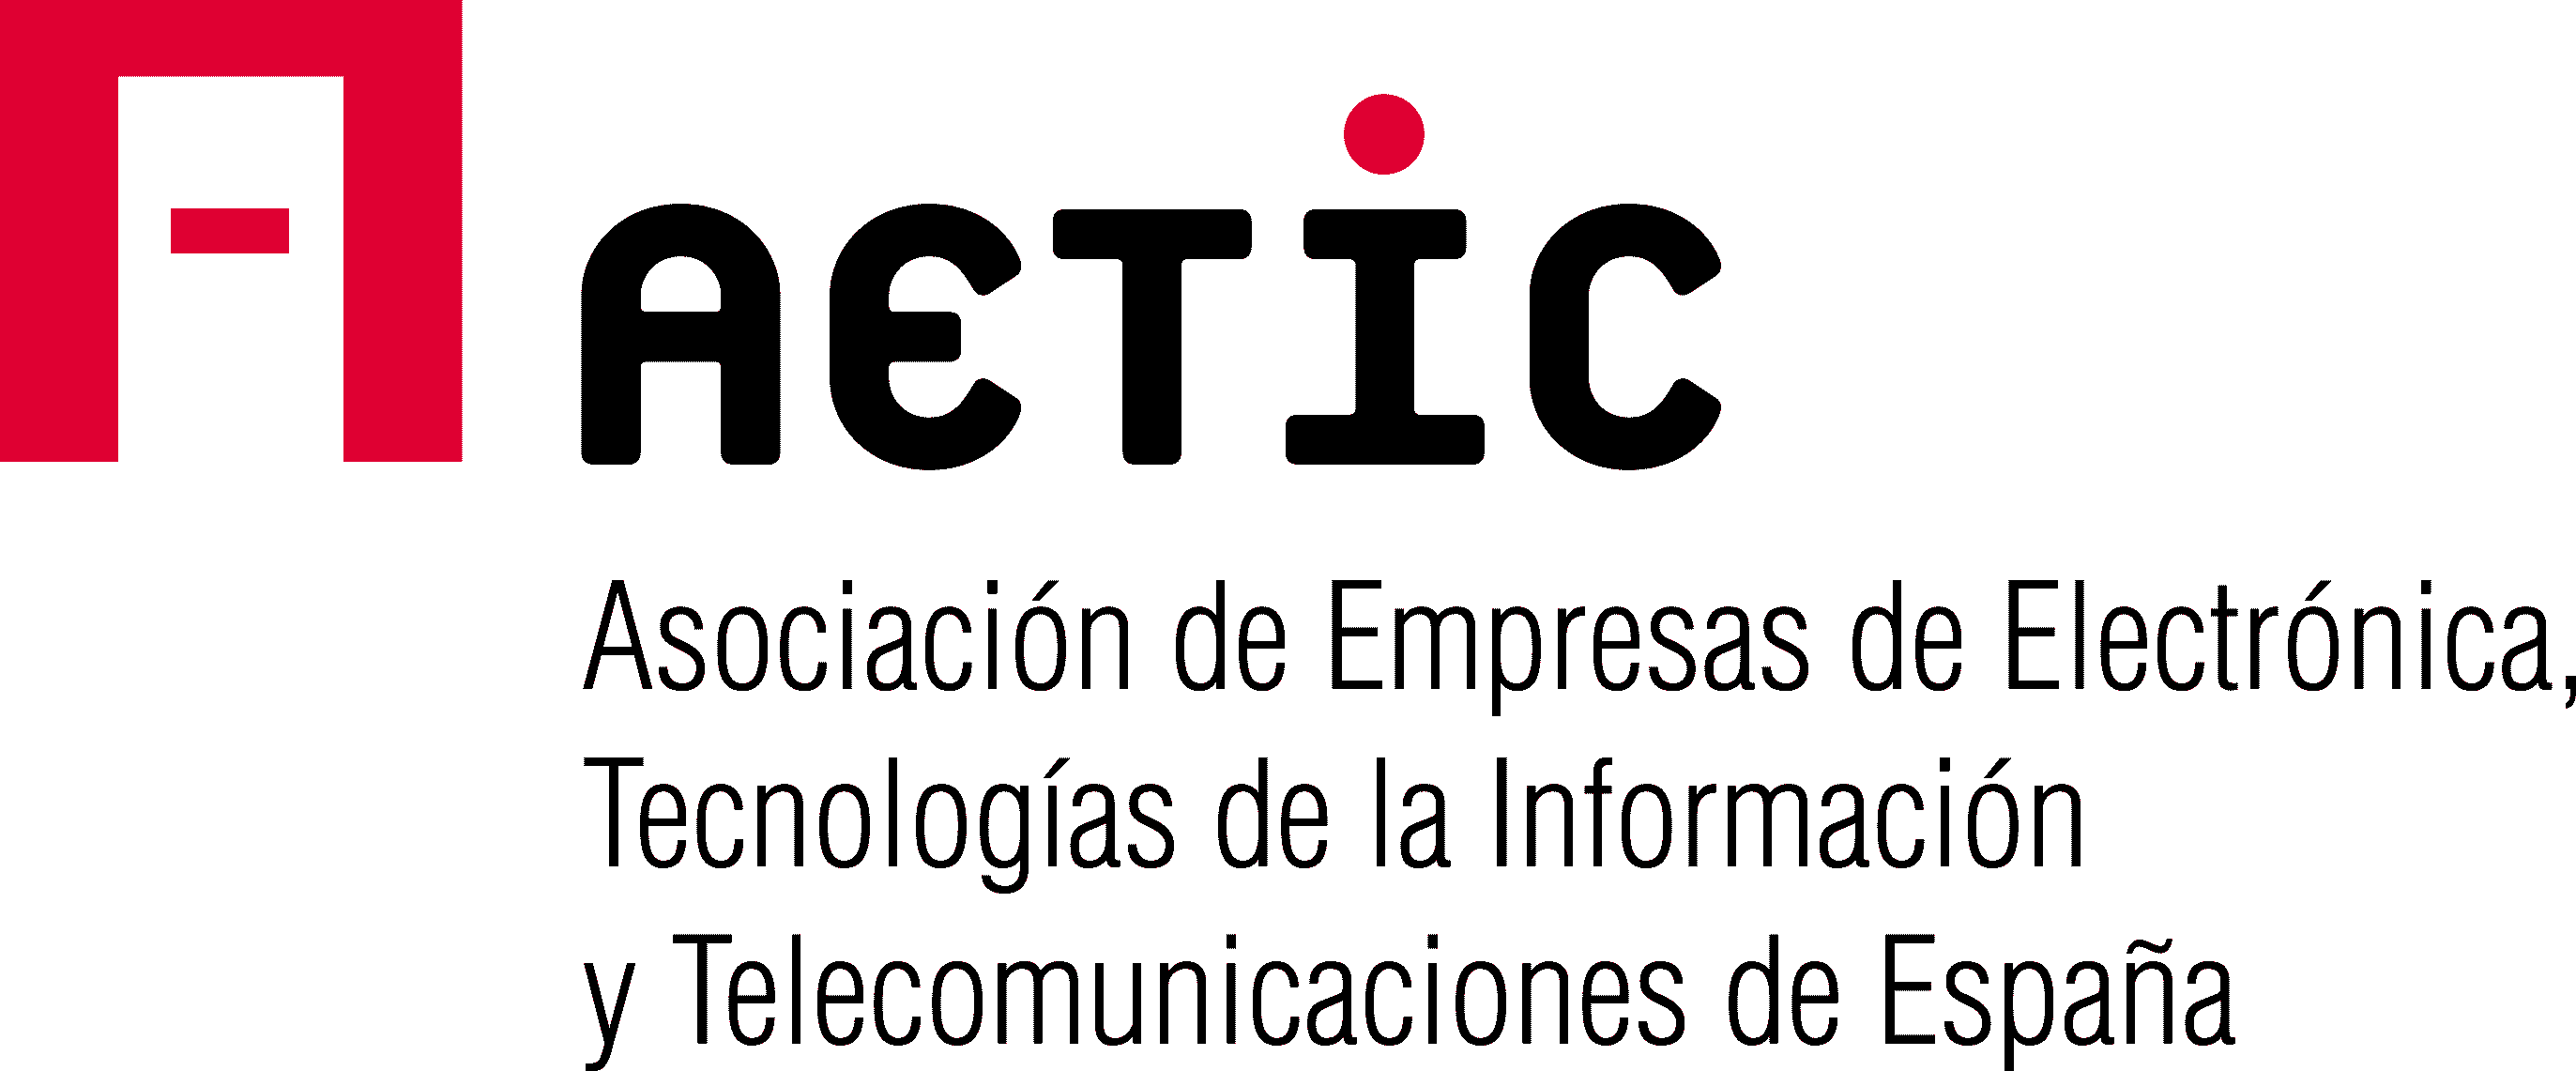 AETIC
Asociación de Empresas de Electrónica,
Tecnologías de la Información
y Telecomunicaciones de España